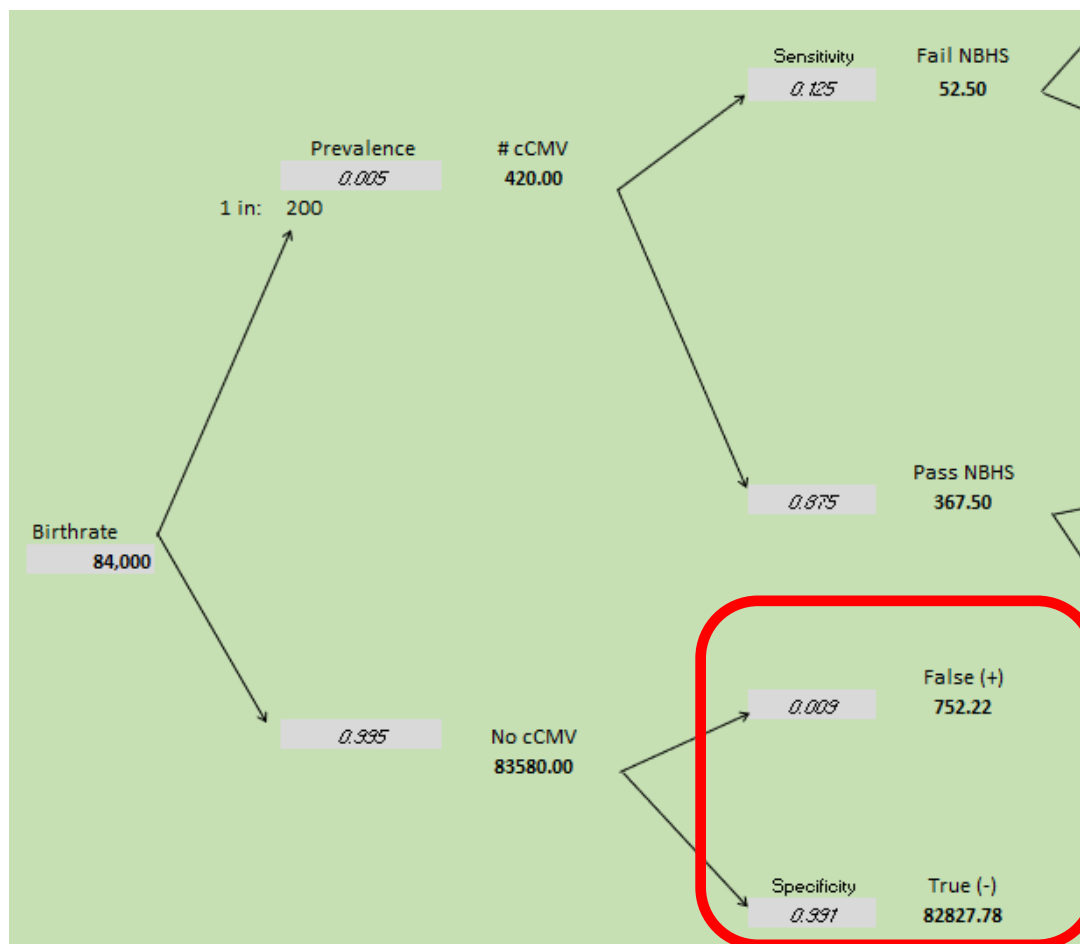 Sensitivity Fail NBHS
0.125 52.50
Prevalence # cCMV
0.005 420.00
1 in: 200
Pass NBHS
0.875 367.50
Birthrate
84,000
False (+)
0.009 752.22
0.995 No cCMV
83580.00
Specificity True (-)
0.991 82827.78